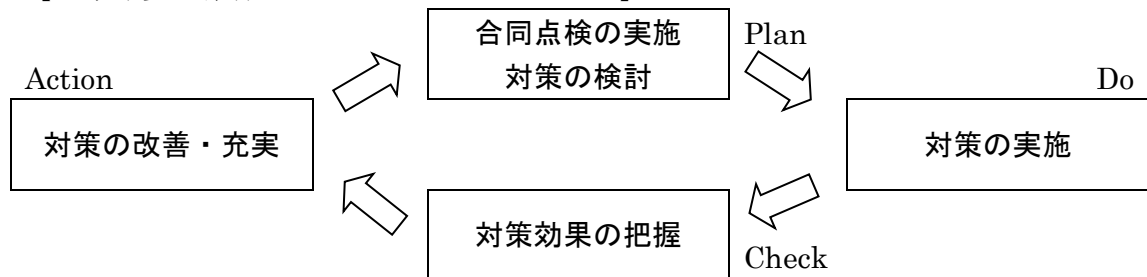 合同点検の実施
対策の検討
Plan
Action
Do
対策の改善・充実
対策の実施
対策効果の把握
Check